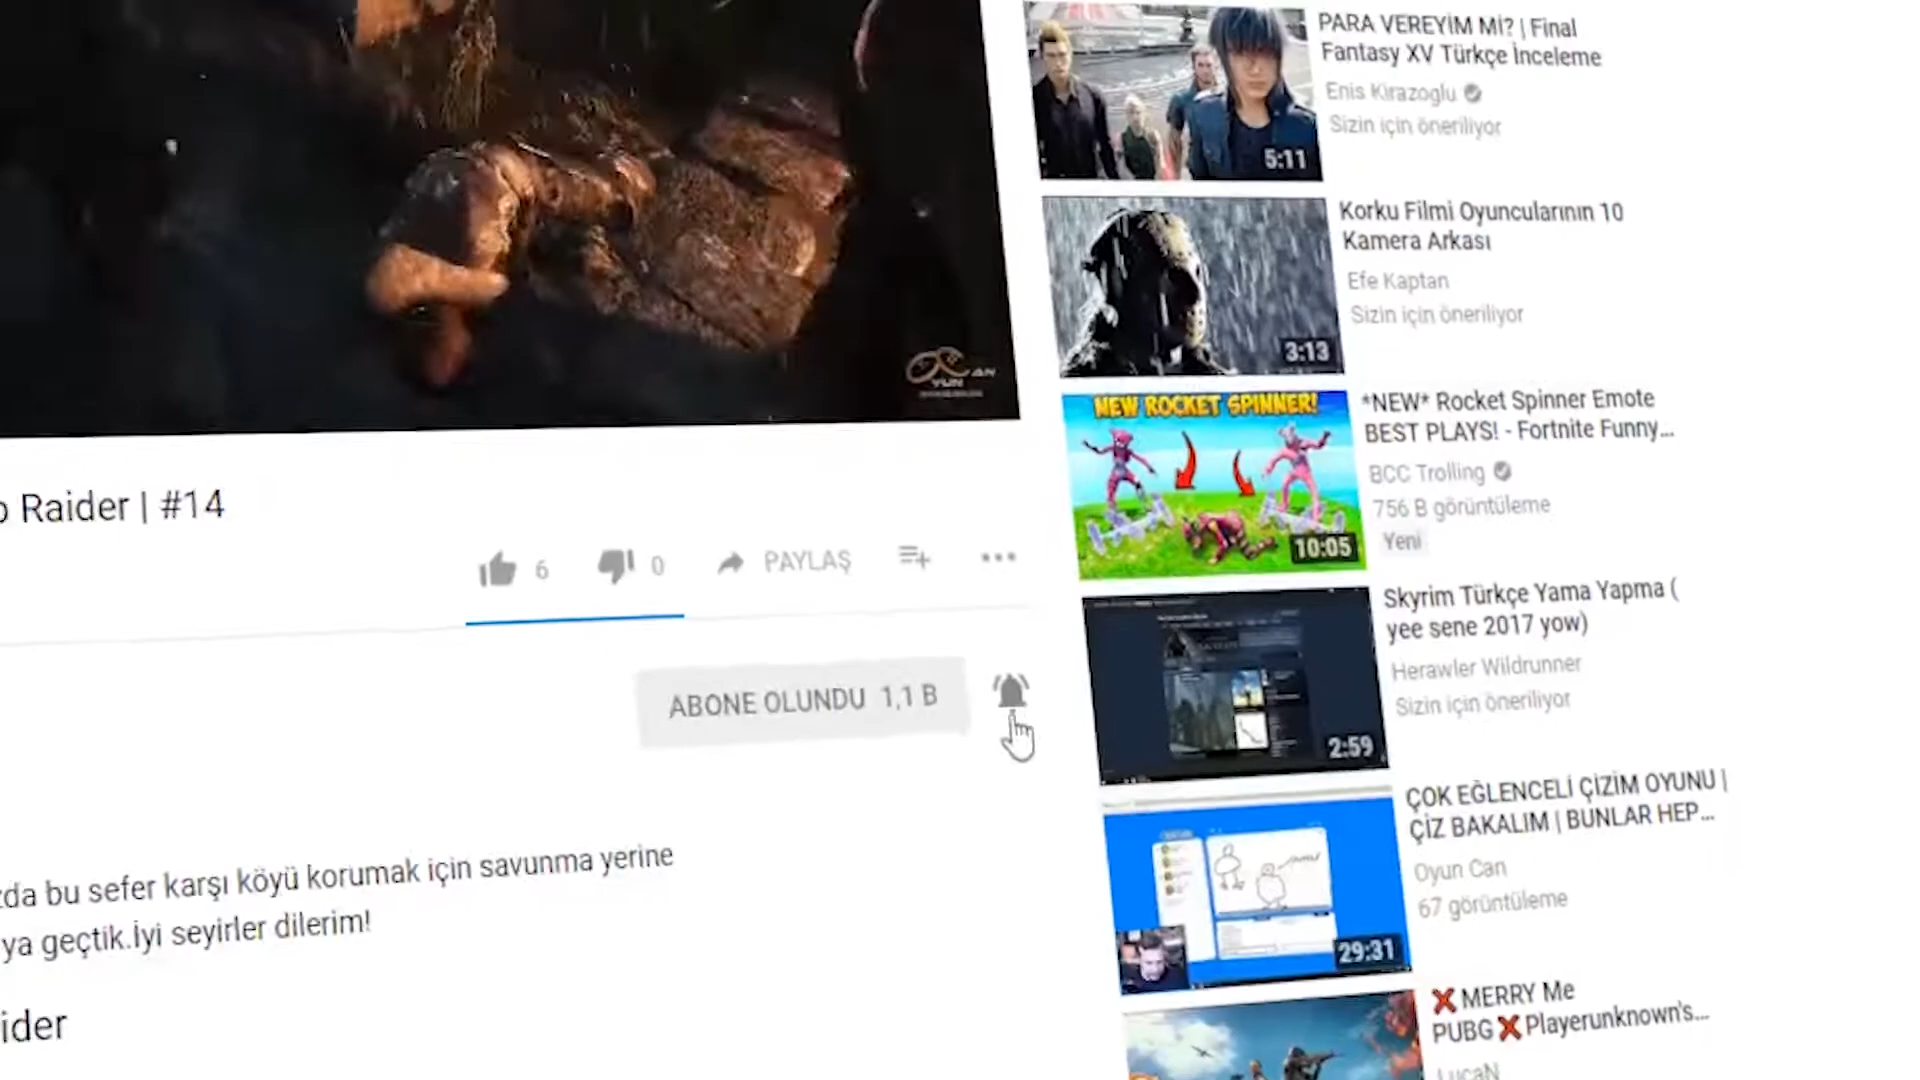 PARA VEREYİM Mİ? | Final
Fantasy XV Türkçe İnceleme
Enis Kirazoglu
Sizin için öneriliyor
5:11
Korku Filmi Oyuncularının 10
Kamera Arkası
Efe Kaptan
Sizin için öneriliyor
3:13
NEW ROCKET SPINNER!
*NEW* Rocket Spinner Emote
BEST PLAYS! - Fortnite Funny...
BCC Trolling
756 B görüntüleme
Yeni
10:05
Skyrim Türkçe Yama Yapma (
yee sene 2017 yow)
Herawler Wildrunner
Sizin için öneriliyor
2:59
ÇOK EĞLENCELİ ÇİZİM OYUNU |
ÇİZ BAKALIM | BUNLAR HEP...
Oyun Can
67 görüntüleme
29:31
❌MERRY Me
PUBG❌Playerunknown's...
LucaN
OYUN CAN
Raider | #14
6 0 PAYLAŞ
ABONE OLUNDU 1,1 B
da bu sefer karşı köyü korumak için savunma yerine
ya geçtik.İyi seyirler dilerim!
ider